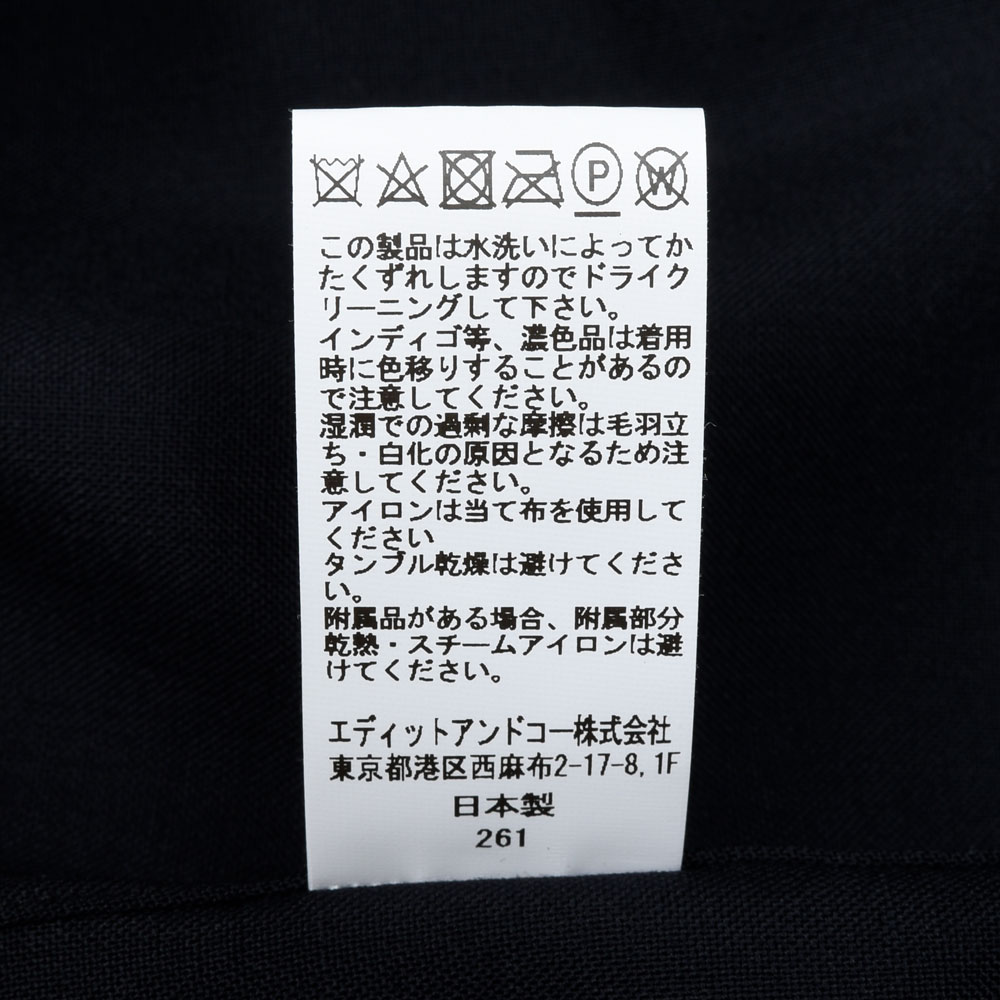 P W
この製品は水洗いによってか
たくずれしますのでドライク
リーニングして下さい。
インディゴ等、濃色品は着用
時に色移りすることがあるの
で注意してください。
湿潤での過剰な摩擦は毛羽立
ち・白化の原因となるため注
意してください。
アイロンは当て布を使用して
ください
タンブル乾燥は避けてくださ
い。
附属品がある場合、附属部分
乾熱・スチームアイロンは避
けてください。
エディットアンドコー株式会社
東京都港区西麻布2-17-8, 1F
日本製
261